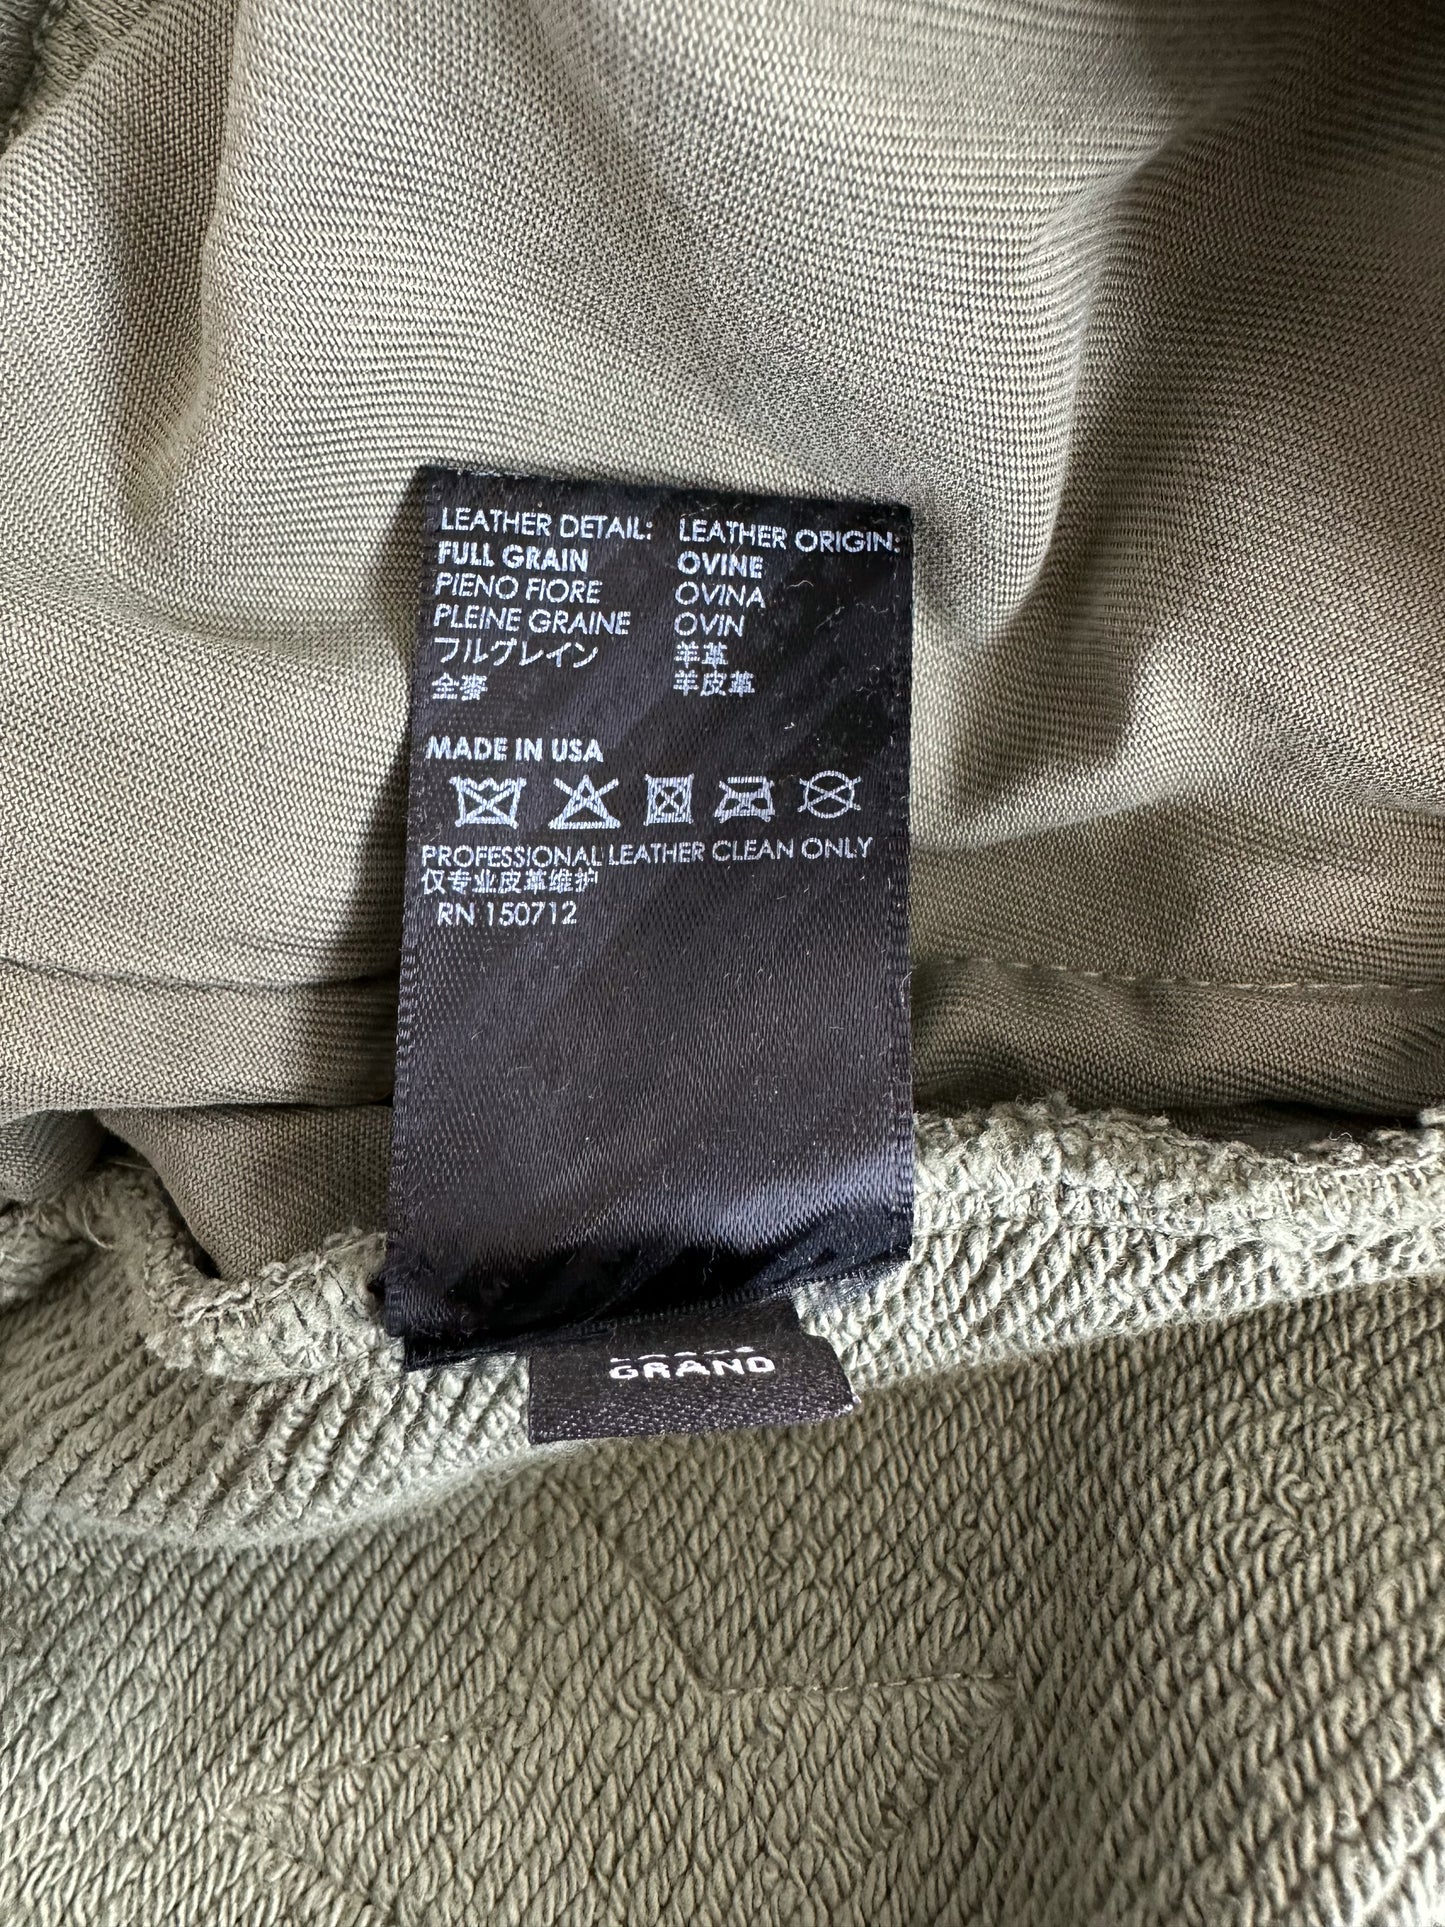 LEATHER DETAIL:
FULL GRAIN
PIENO FIORE
PLEINE GRAINE
フルグレイン
全麥
LEATHER ORIGIN:
OVINE
OVINA
OVIN
羊革
羊皮革
MADE IN USA
PROFESSIONAL LEATHER CLEAN ONLY
仅专业皮革维护
RN 150712
GRAND